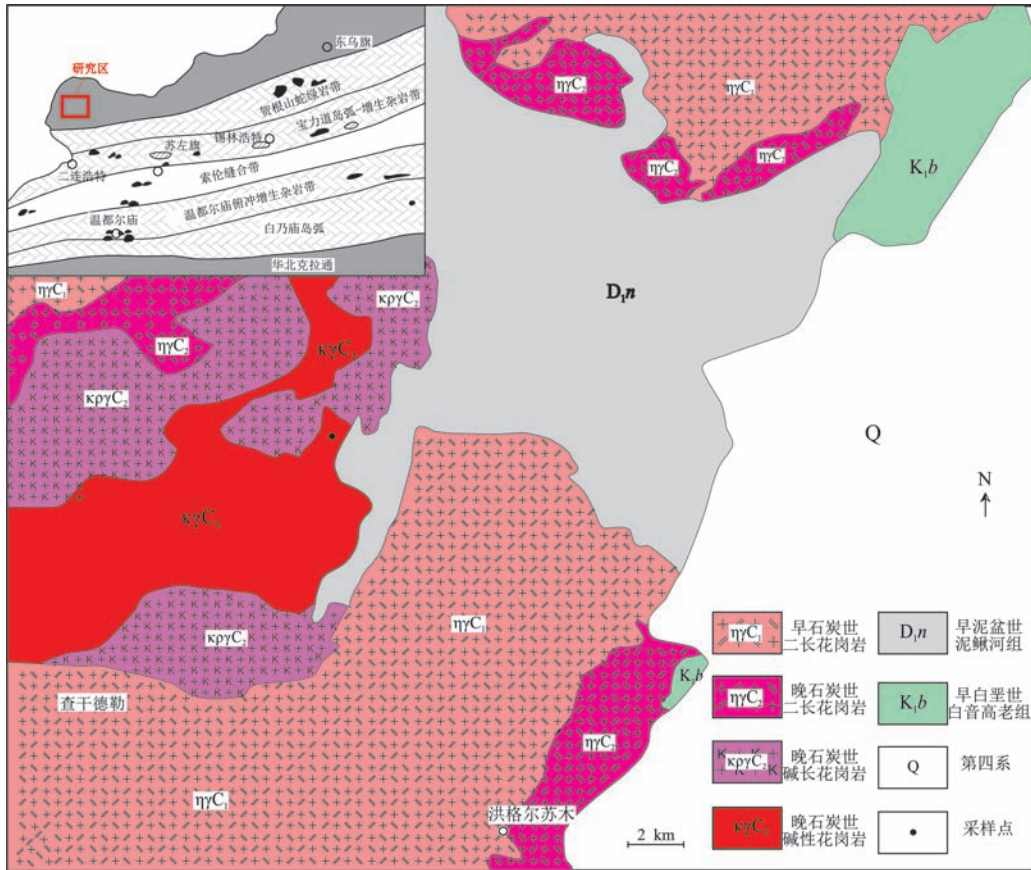 东乌旗
研究区
贺根山蛇绿岩带
宝力道岛弧-增生杂岩带
锡林浩特
苏左旗
二连浩特
索伦缝合带
温都尔庙俯冲增生杂岩带
温都尔庙
白乃庙岛弧
华北克拉通
ηγC₂
ηγC₁
ηγC₂
ηγC₂
K₁b
ηγC₁
ηγC₂
κργC₂
κγC₂
κργC₂
D₁n
Q
N
κγC₂
κργC₂
ηγC₁
K₁b
ηγC₂
查干德勒
ηγC₁
洪格尔苏木
2 km
ηγC₁
早石炭世
二长花岗岩
ηγC₂
晚石炭世
二长花岗岩
κργC₂
晚石炭世
碱长花岗岩
κγC₂
晚石炭世
碱性花岗岩
D₁n
早泥盆世
泥鳅河组
K₁b
早白垩世
白音高老组
Q
第四系
采样点